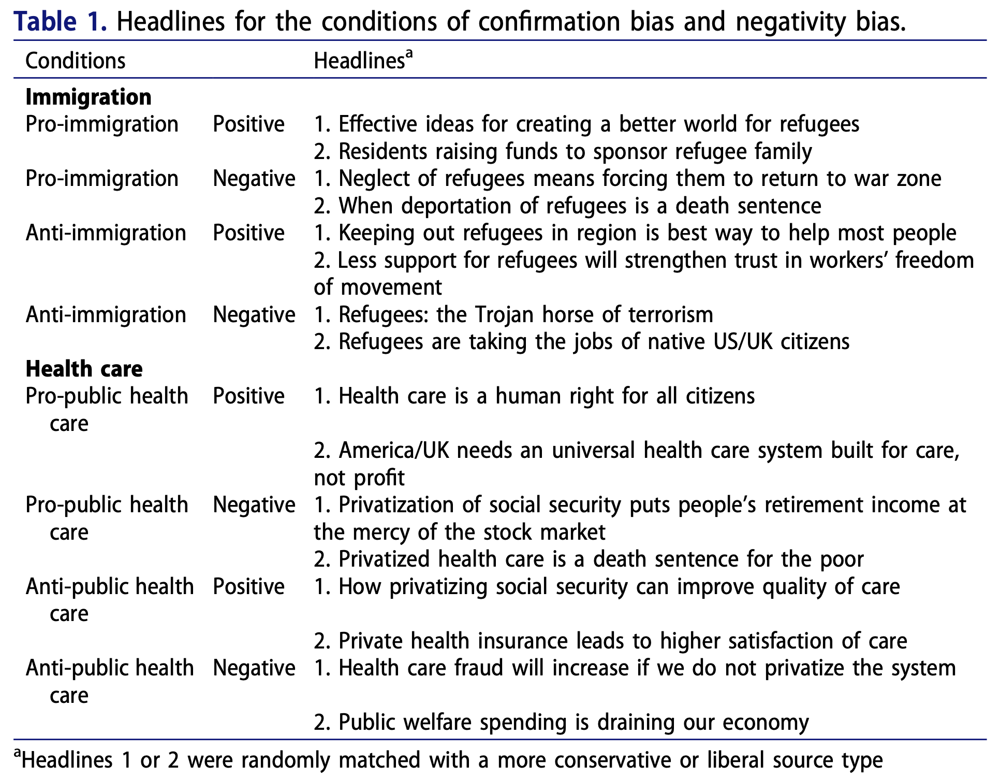 Table 1. Headlines for the conditions of confirmation bias and negativity bias.
Conditions Headlinesa
Immigration
Pro-immigration Positive 1. Effective ideas for creating a better world for refugees
2. Residents raising funds to sponsor refugee family
Pro-immigration Negative 1. Neglect of refugees means forcing them to return to war zone
2. When deportation of refugees is a death sentence
Anti-immigration Positive 1. Keeping out refugees in region is best way to help most people
2. Less support for refugees will strengthen trust in workers’ freedom
of movement
Anti-immigration Negative 1. Refugees: the Trojan horse of terrorism
2. Refugees are taking the jobs of native US/UK citizens
Health care
Pro-public health Positive 1. Health care is a human right for all citizens
care
2. America/UK needs an universal health care system built for care,
not profit
Pro-public health Negative 1. Privatization of social security puts people’s retirement income at
care the mercy of the stock market
2. Privatized health care is a death sentence for the poor
Anti-public health Positive 1. How privatizing social security can improve quality of care
care
2. Private health insurance leads to higher satisfaction of care
Anti-public health Negative 1. Health care fraud will increase if we do not privatize the system
care
2. Public welfare spending is draining our economy
aHeadlines 1 or 2 were randomly matched with a more conservative or liberal source type